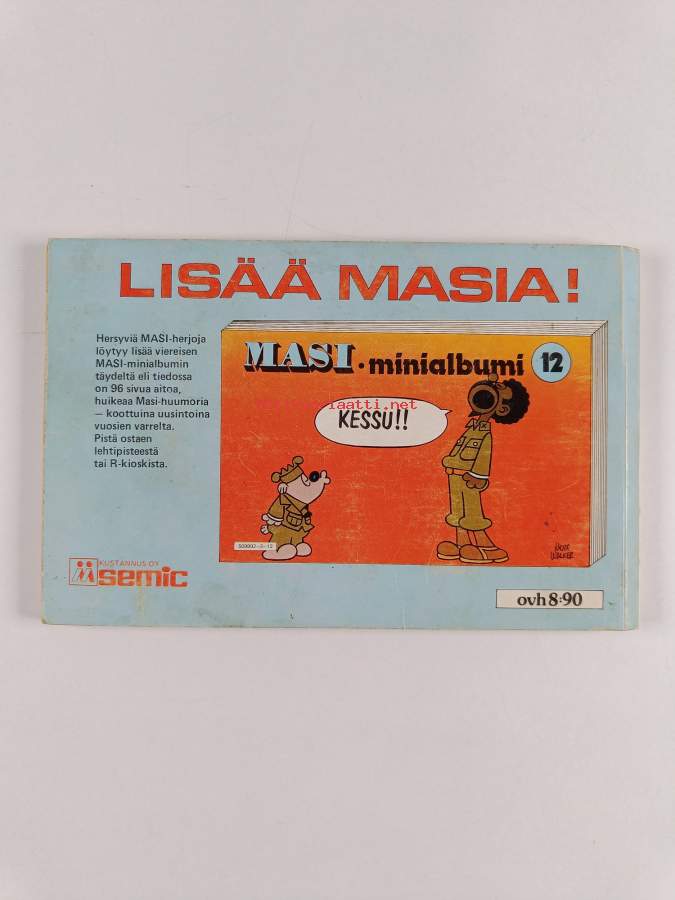 LISÄÄ MASIA!
Hersyviä MASI-herjoja
löytyy lisää viereisen
MASI-minialbumin
täydeltä eli tiedossa
on 96 sivua aitoa,
huikeaa Masi-huumoria
— koottuina uusintoina
vuosien varrelta.
Pistä ostaen
lehtipisteestä
tai R-kioskista.
MASI·minialbumi 12
KESSU!!
MORT
WALKER
KUSTANNUS OY
semic
ovh 8:90